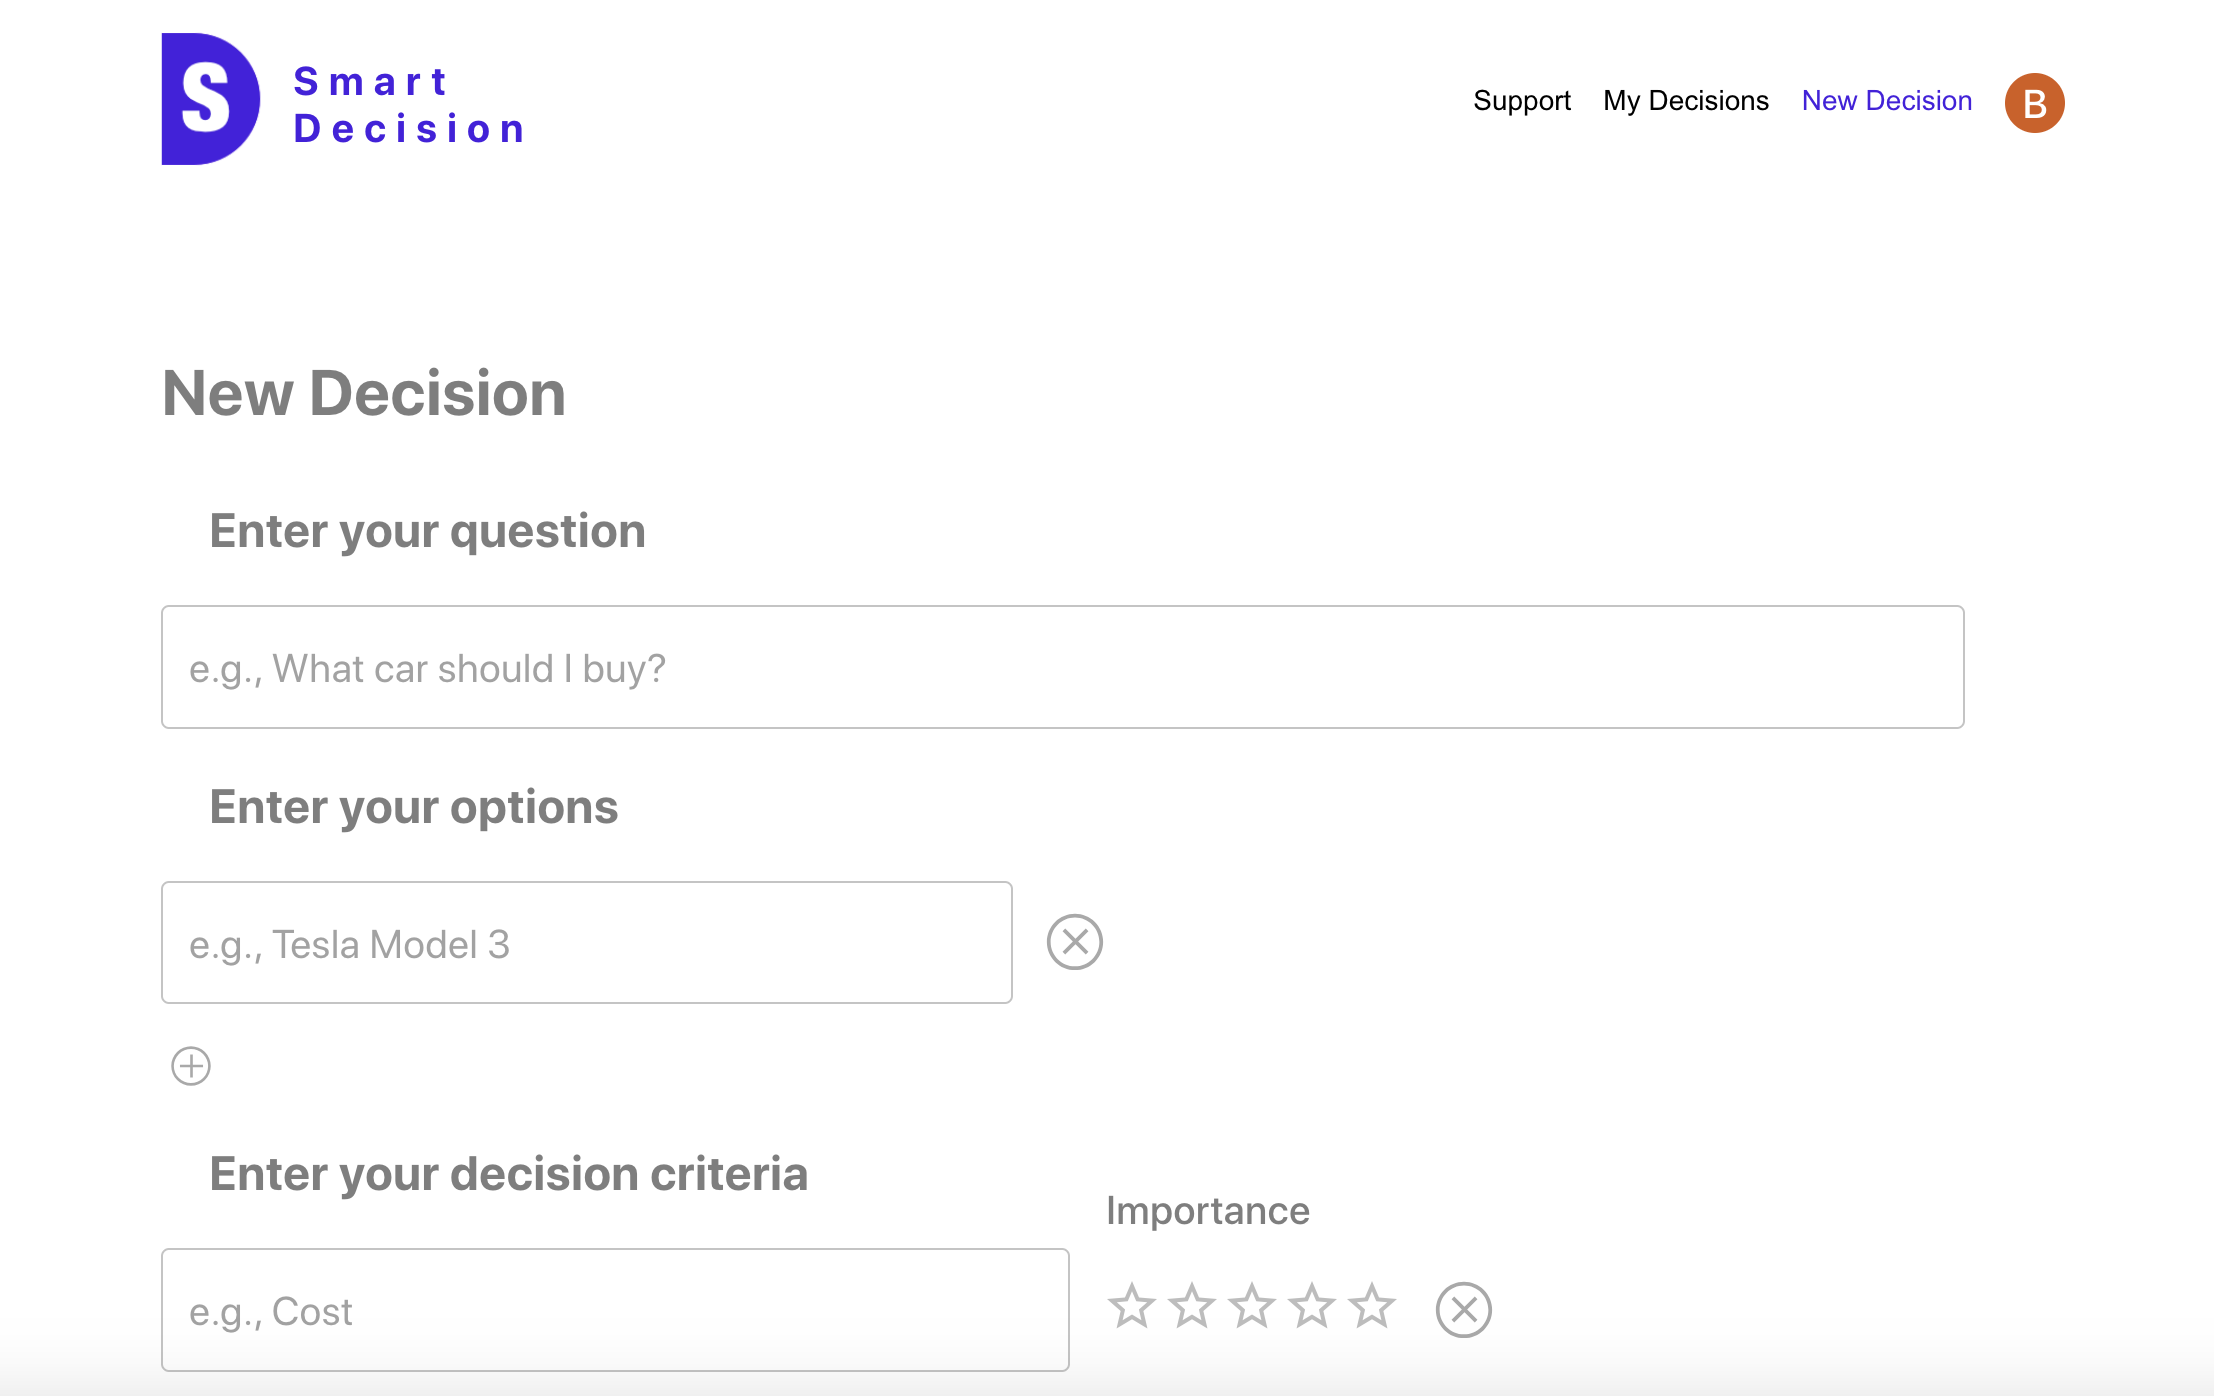 S
Smart
Decision
Support My Decisions New Decision B
New Decision
Enter your question
e.g., What car should I buy?
Enter your options
e.g., Tesla Model 3
Enter your decision criteria
Importance
e.g., Cost